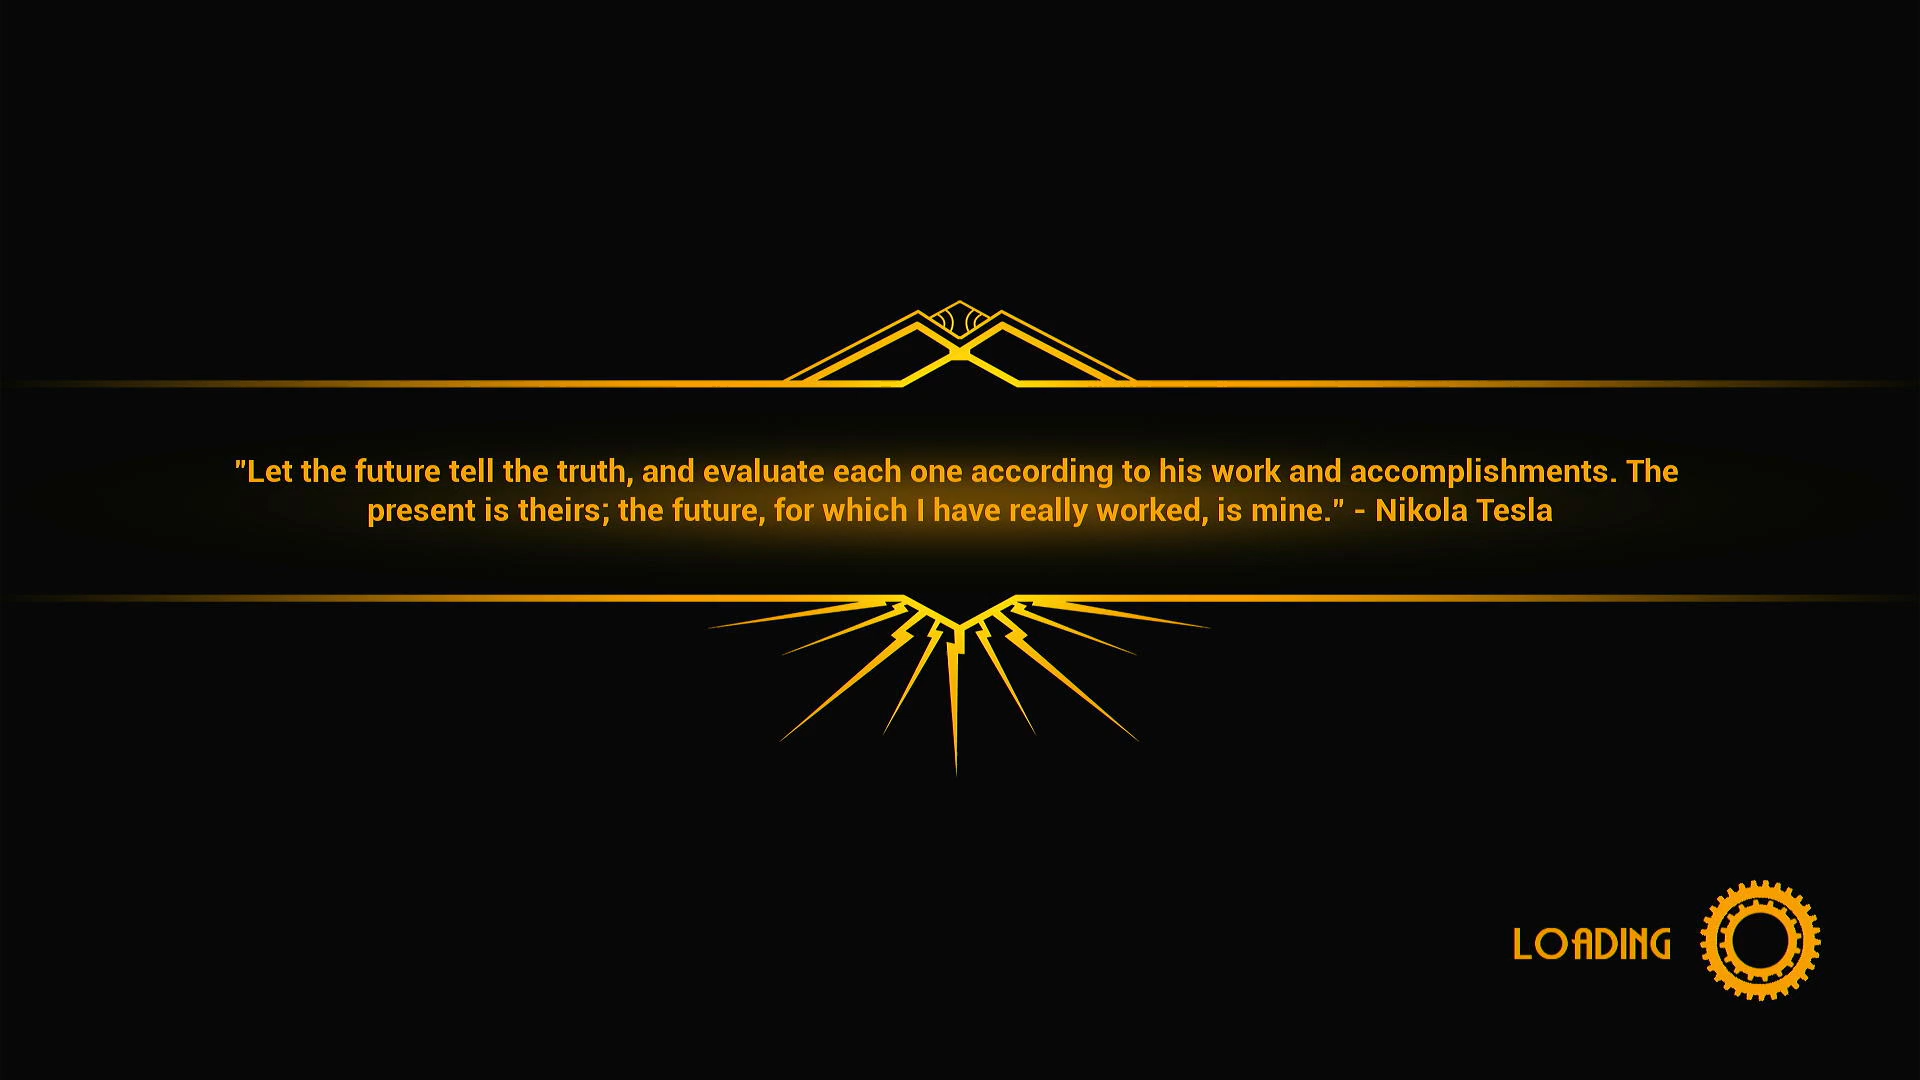 "Let the future tell the truth, and evaluate each one according to his work and accomplishments. The
present is theirs; the future, for which I have really worked, is mine." - Nikola Tesla
LOADING